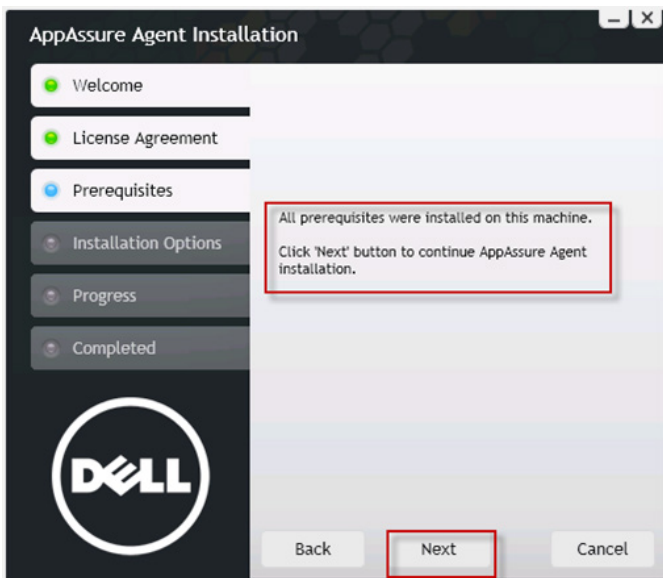 AppAssure Agent Installation
Welcome
License Agreement
Prerequisites
Installation Options
Progress
Completed
All prerequisites were installed on this machine.
Click 'Next' button to continue AppAssure Agent
installation.
DELL
Back Next Cancel